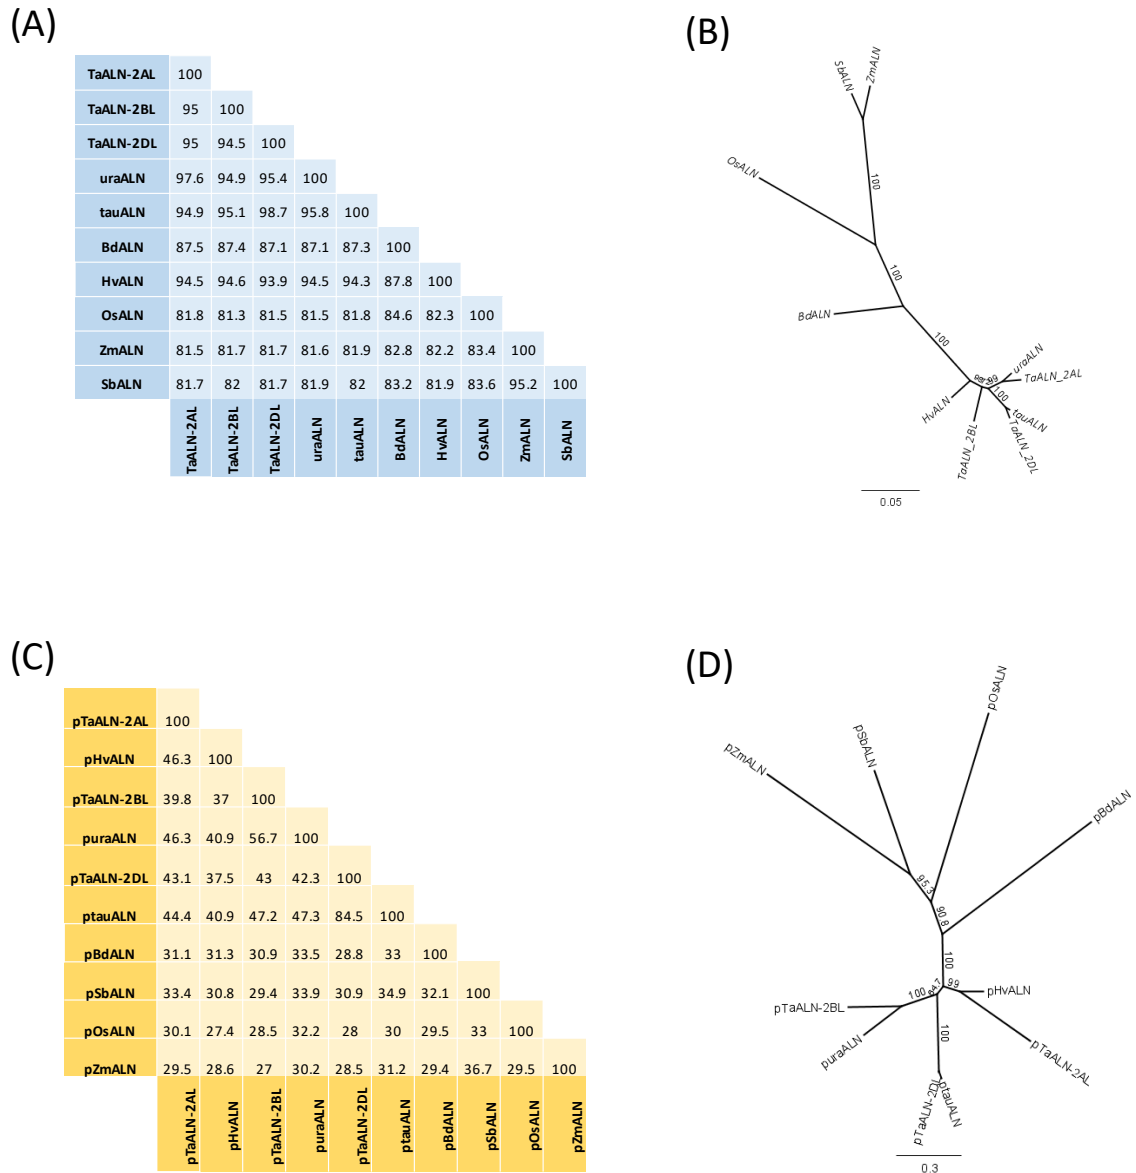 (A)
TaALN-2AL 100
TaALN-2BL 95 100
TaALN-2DL 95 94.5 100
uraALN 97.6 94.9 95.4 100
tauALN 94.9 95.1 98.7 95.8 100
BdALN 87.5 87.4 87.1 87.1 87.3 100
HvALN 94.5 94.6 93.9 94.5 94.3 87.8 100
OsALN 81.8 81.3 81.5 81.5 81.8 84.6 82.3 100
ZmALN 81.5 81.7 81.7 81.6 81.9 82.8 82.2 83.4 100
SbALN 81.7 82 81.7 81.9 82 83.2 81.9 83.6 95.2 100
TaALN-2AL TaALN-2BL TaALN-2DL uraALN tauALN BdALN HvALN OsALN ZmALN SbALN
(B)
SbALN
ZmALN
OsALN
100
100
BdALN
100
uraALN
99
TaALN_2AL
100
HvALN
tauALN
TaALN_2BL
TaALN_2DL
0.05
(C)
pTaALN-2AL 100
pHvALN 46.3 100
pTaALN-2BL 39.8 37 100
puraALN 46.3 40.9 56.7 100
pTaALN-2DL 43.1 37.5 43 42.3 100
ptauALN 44.4 40.9 47.2 47.3 84.5 100
pBdALN 31.1 31.3 30.9 33.5 28.8 33 100
pSbALN 33.4 30.8 29.4 33.9 30.9 34.9 32.1 100
pOsALN 30.1 27.4 28.5 32.2 28 30 29.5 33 100
pZmALN 29.5 28.6 27 30.2 28.5 31.2 29.4 36.7 29.5 100
pTaALN-2AL pHvALN pTaALN-2BL puraALN pTaALN-2DL ptauALN pBdALN pSbALN pOsALN pZmALN
(D)
pOsALN
pSbALN
pZmALN
pBdALN
95.3
90.8
100
84.7
99
100
pHvALN
pTaALN-2BL
puraALN
100
pTaALN-2AL
pTaALN-2DL
ptauALN
0.3